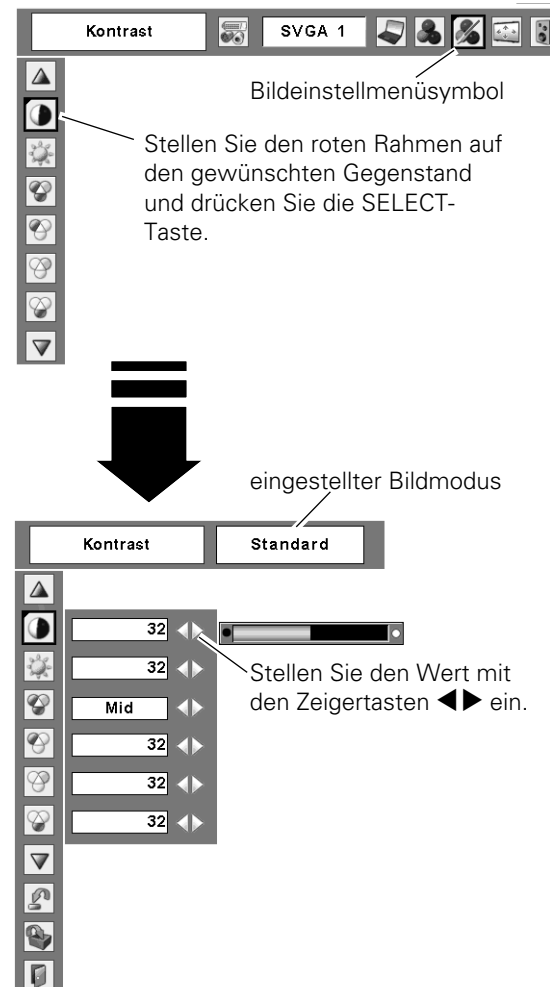 Kontrast
SVGA 1
Bildeinstellmenüsymbol
Stellen Sie den roten Rahmen auf
den gewünschten Gegenstand
und drücken Sie die SELECT-
Taste.
eingestellter Bildmodus
Kontrast
Standard
32
32
Stellen Sie den Wert mit
den Zeigertasten ◀▶ ein.
Mid
32
32
32